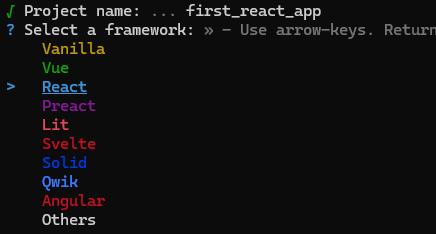 √ Project name: ... first_react_app
? Select a framework: » - Use arrow-keys. Return
Vanilla
Vue
> React
Preact
Lit
Svelte
Solid
Qwik
Angular
Others